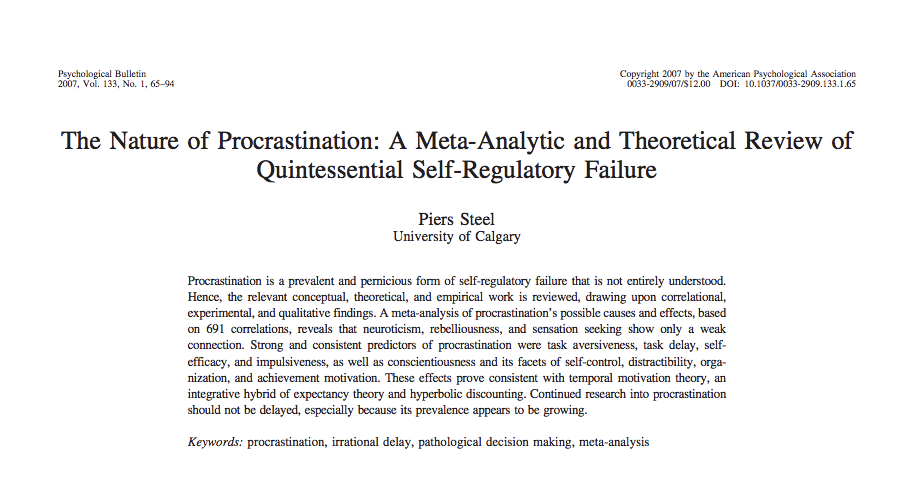 Psychological Bulletin
2007, Vol. 133, No. 1, 65–94
Copyright 2007 by the American Psychological Association
0033-2909/07/$12.00 DOI: 10.1037/0033-2909.133.1.65
The Nature of Procrastination: A Meta-Analytic and Theoretical Review of
Quintessential Self-Regulatory Failure
Piers Steel
University of Calgary
Procrastination is a prevalent and pernicious form of self-regulatory failure that is not entirely understood.
Hence, the relevant conceptual, theoretical, and empirical work is reviewed, drawing upon correlational,
experimental, and qualitative findings. A meta-analysis of procrastination's possible causes and effects, based
on 691 correlations, reveals that neuroticism, rebelliousness, and sensation seeking show only a weak
connection. Strong and consistent predictors of procrastination were task aversiveness, task delay, self-
efficacy, and impulsiveness, as well as conscientiousness and its facets of self-control, distractibility, orga-
nization, and achievement motivation. These effects prove consistent with temporal motivation theory, an
integrative hybrid of expectancy theory and hyperbolic discounting. Continued research into procrastination
should not be delayed, especially because its prevalence appears to be growing.
Keywords: procrastination, irrational delay, pathological decision making, meta-analysis